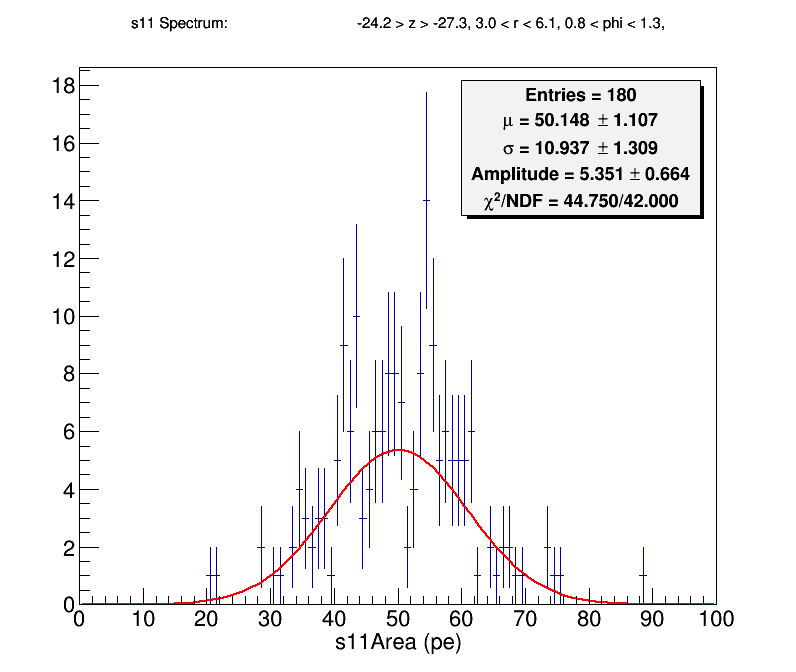 s11 Spectrum: -24.2 > z > -27.3, 3.0 < r < 6.1, 0.8 < phi < 1.3,
Entries = 180
μ = 50.148 ± 1.107
σ = 10.937 ± 1.309
Amplitude = 5.351 ± 0.664
χ²/NDF = 44.750/42.000
18
16
14
12
10
8
6
4
2
0
0 10 20 30 40 50 60 70 80 90 100
s11Area (pe)